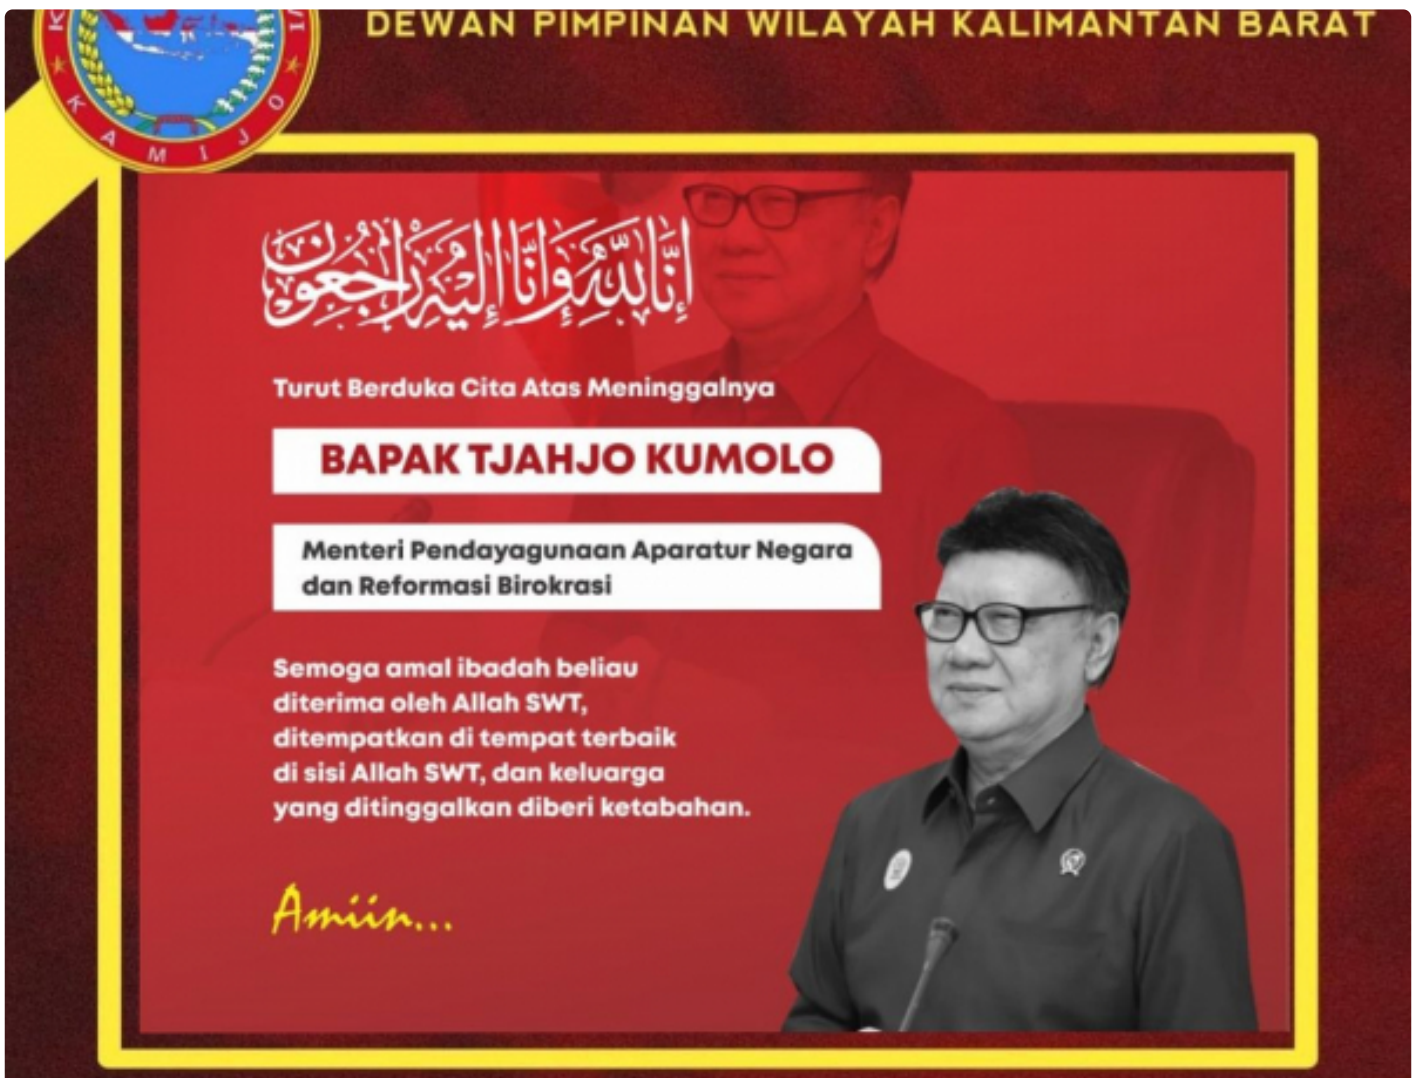 DEWAN PIMPINAN WILAYAH KALIMANTAN BARAT
KAMIJO
إِنَّا لِلَّهِ وَإِنَّا إِلَيْهِ رَاجِعُونَ
Turut Berduka Cita Atas Meninggalnya
BAPAK TJAHJO KUMOLO
Menteri Pendayagunaan Aparatur Negara
dan Reformasi Birokrasi
Semoga amal ibadah beliau
diterima oleh Allah SWT,
ditempatkan di tempat terbaik
di sisi Allah SWT, dan keluarga
yang ditinggalkan diberi ketabahan.
Amiin...